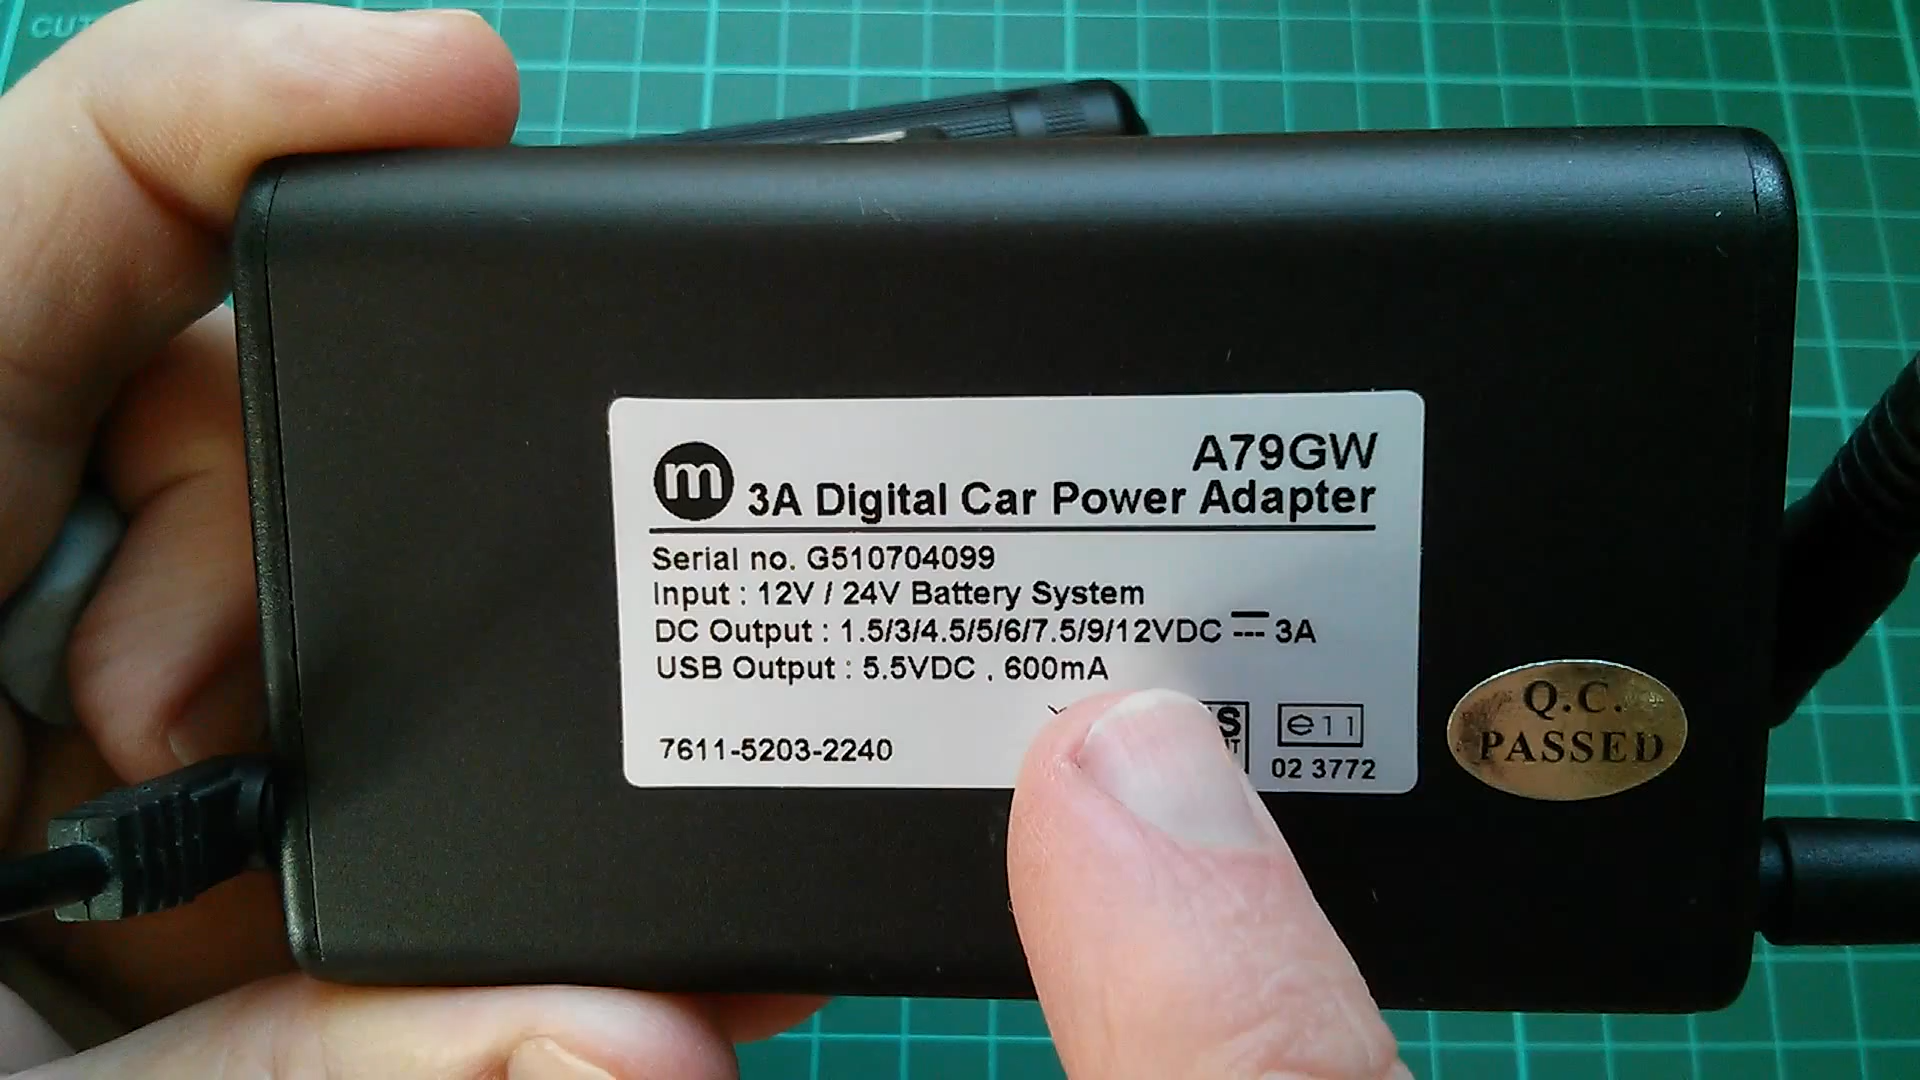 CUT
m
A79GW
3A Digital Car Power Adapter
Serial no. G510704099
Input : 12V / 24V Battery System
DC Output : 1.5/3/4.5/5/6/7.5/9/12VDC ⎓ 3A
USB Output : 5.5VDC , 600mA
7611-5203-2240
e11
02 3772
Q.C.
PASSED